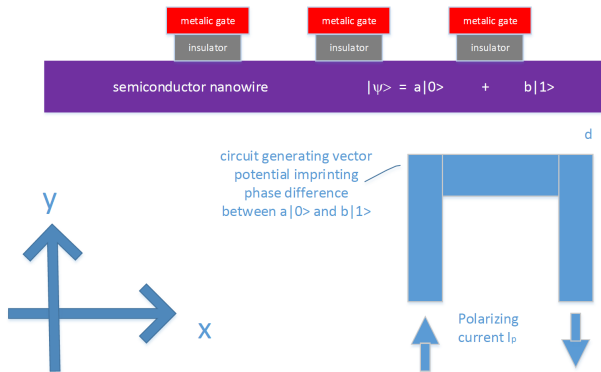 metalic gate
metalic gate
metalic gate
insulator
insulator
insulator
semiconductor nanowire
|ψ> = a|0> + b|1>
d
circuit generating vector
potential imprinting
phase difference
between a|0> and b|1>
y
x
Polarizing
current Iₚ